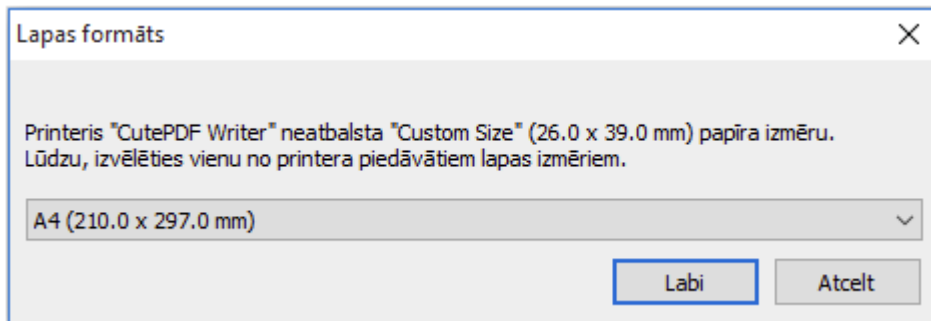 Lapas formāts
Printeris "CutePDF Writer" neatbalsta "Custom Size" (26.0 x 39.0 mm) papīra izmēru.
Lūdzu, izvēlēties vienu no printera piedāvātiem lapas izmēriem.
A4 (210.0 x 297.0 mm)
Labi
Atcelt